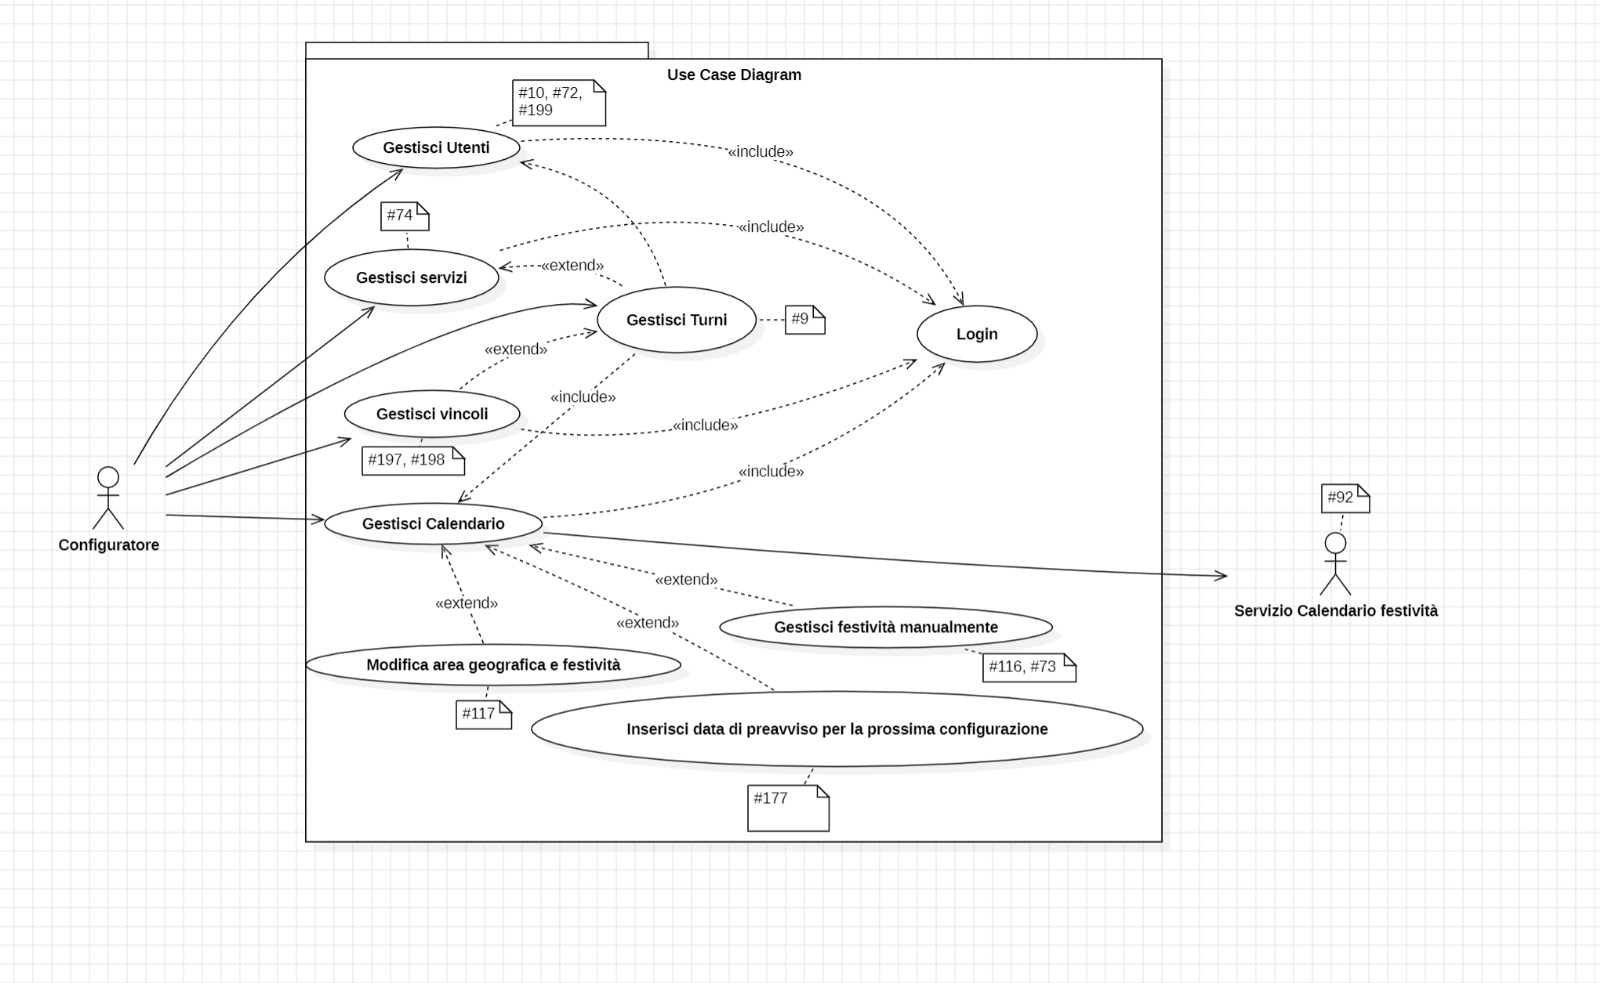 Use Case Diagram
#10, #72,
#199
Gestisci Utenti
«include»
#74
«include»
Gestisci servizi
«extend»
Gestisci Turni
#9
Login
«extend»
«include»
Gestisci vincoli
«include»
#197, #198
«include»
Configuratore
Gestisci Calendario
#92
Servizio Calendario festività
«extend»
«extend»
«extend»
Gestisci festività manualmente
#116, #73
Modifica area geografica e festività
#117
Inserisci data di preavviso per la prossima configurazione
#177